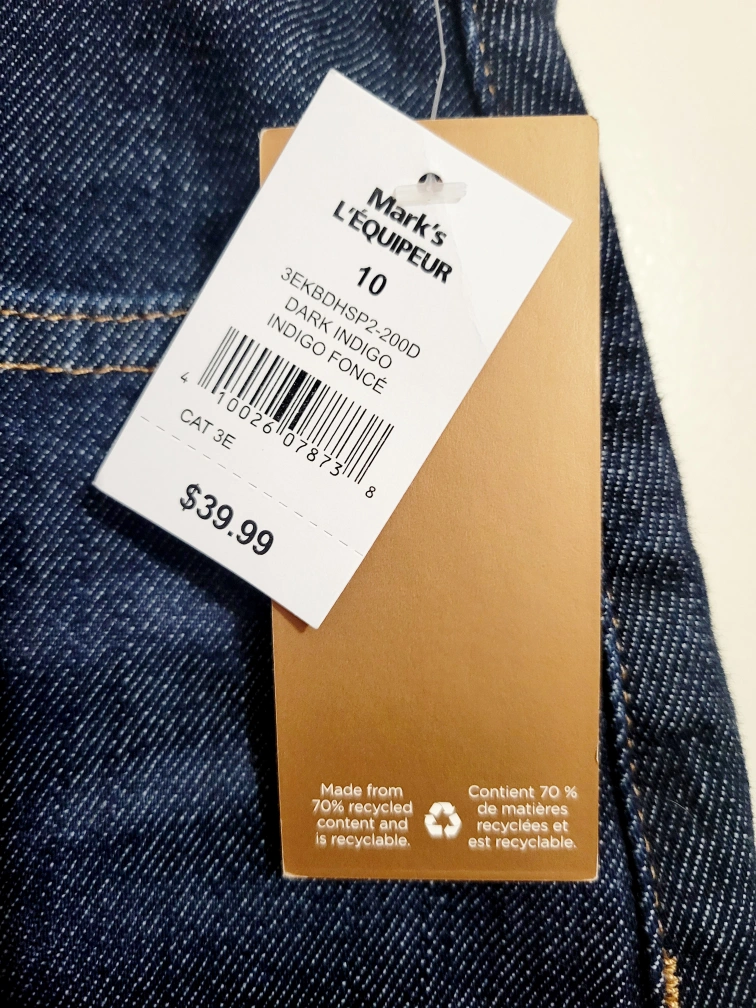 Mark's
L'ÉQUIPEUR
10
3EKBDHSP2-200D
DARK INDIGO
INDIGO FONCÉ
4 10026 07873 8
CAT 3E
$39.99
Made from
70% recycled
content and
is recyclable.
Contient 70 %
de matières
recyclées et
est recyclable.